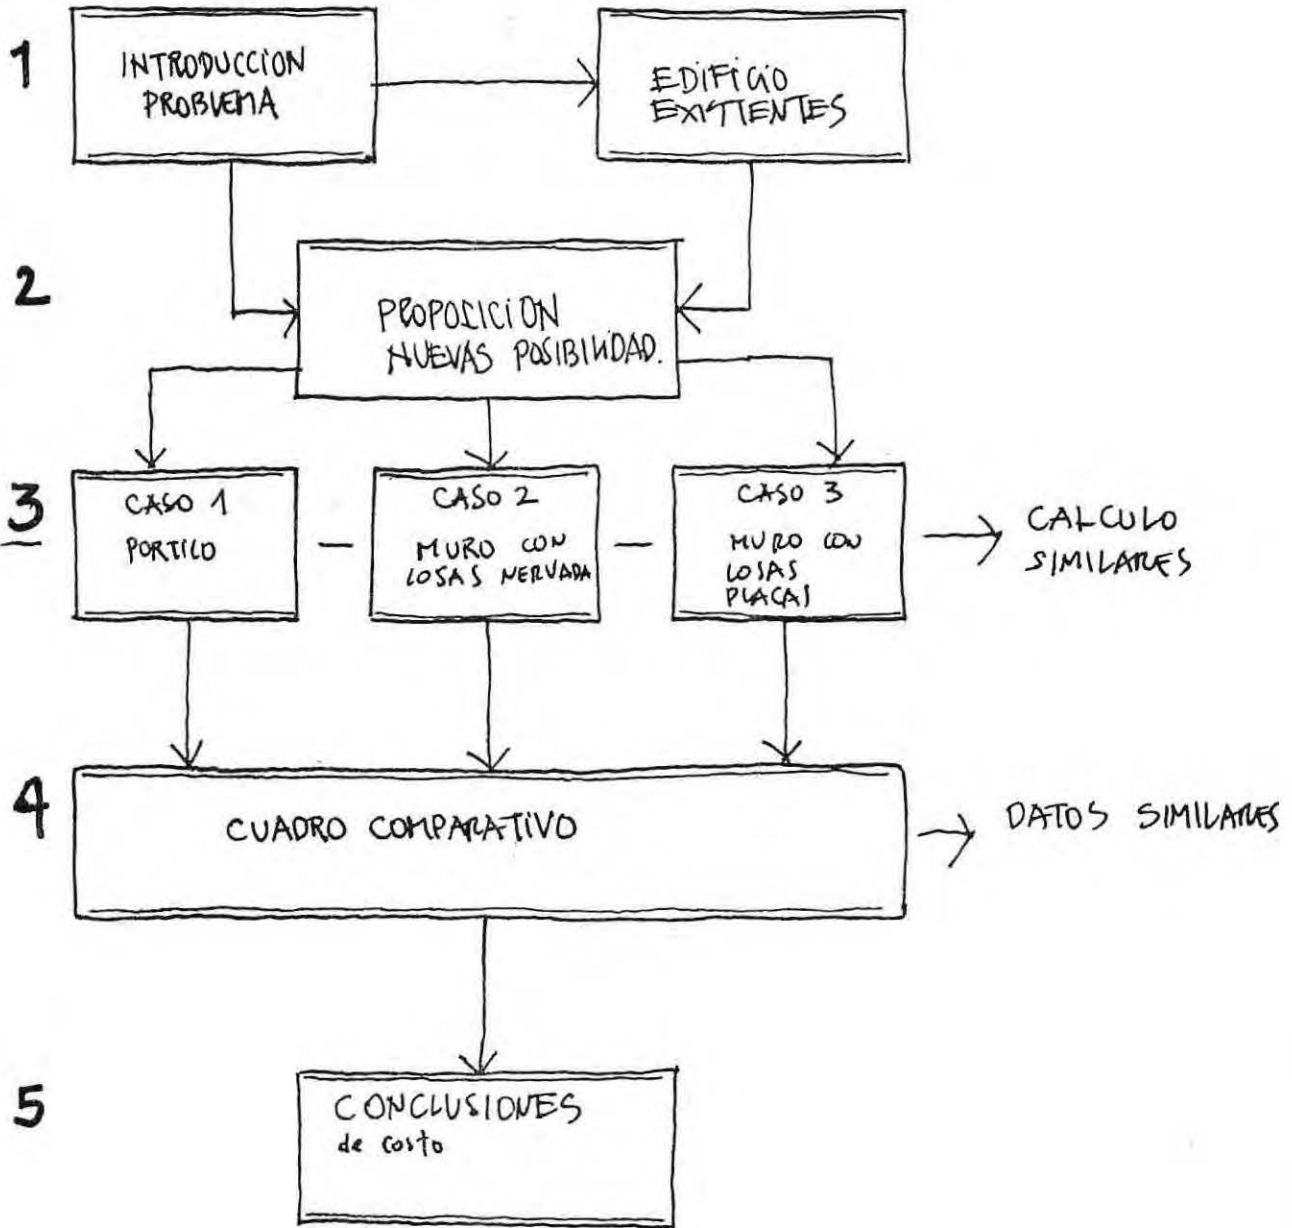 1
INTRODUCCION
PROBLEMA
EDIFICIO
EXISTIENTES
2
PROPOSICION
NUEVAS POSIBILIDAD.
3
CASO 1
PORTICO
CASO 2
MURO CON
LOSAS NERVADA
CASO 3
MURO CON
LOSAS
PLACAS
CALCULO
SIMILARES
4
CUADRO COMPARATIVO
DATOS SIMILARES
5
CONCLUSIONES
de costo